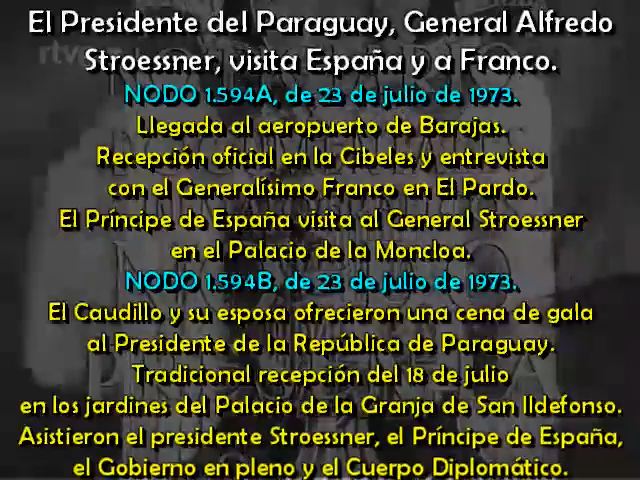 El Presidente del Paraguay, General Alfredo
Stroessner, visita España y a Franco.
NODO 1.594A, de 23 de julio de 1973.
Llegada al aeropuerto de Barajas.
Recepción oficial en la Cibeles y entrevista
con el Generalísimo Franco en El Pardo.
El Príncipe de España visita al General Stroessner
en el Palacio de la Moncloa.
NODO 1.594B, de 23 de julio de 1973.
El Caudillo y su esposa ofrecieron una cena de gala
al Presidente de la República de Paraguay.
Tradicional recepción del 18 de julio
en los jardines del Palacio de la Granja de San Ildefonso.
Asistieron el presidente Stroessner, el Príncipe de España,
el Gobierno en pleno y el Cuerpo Diplomático.